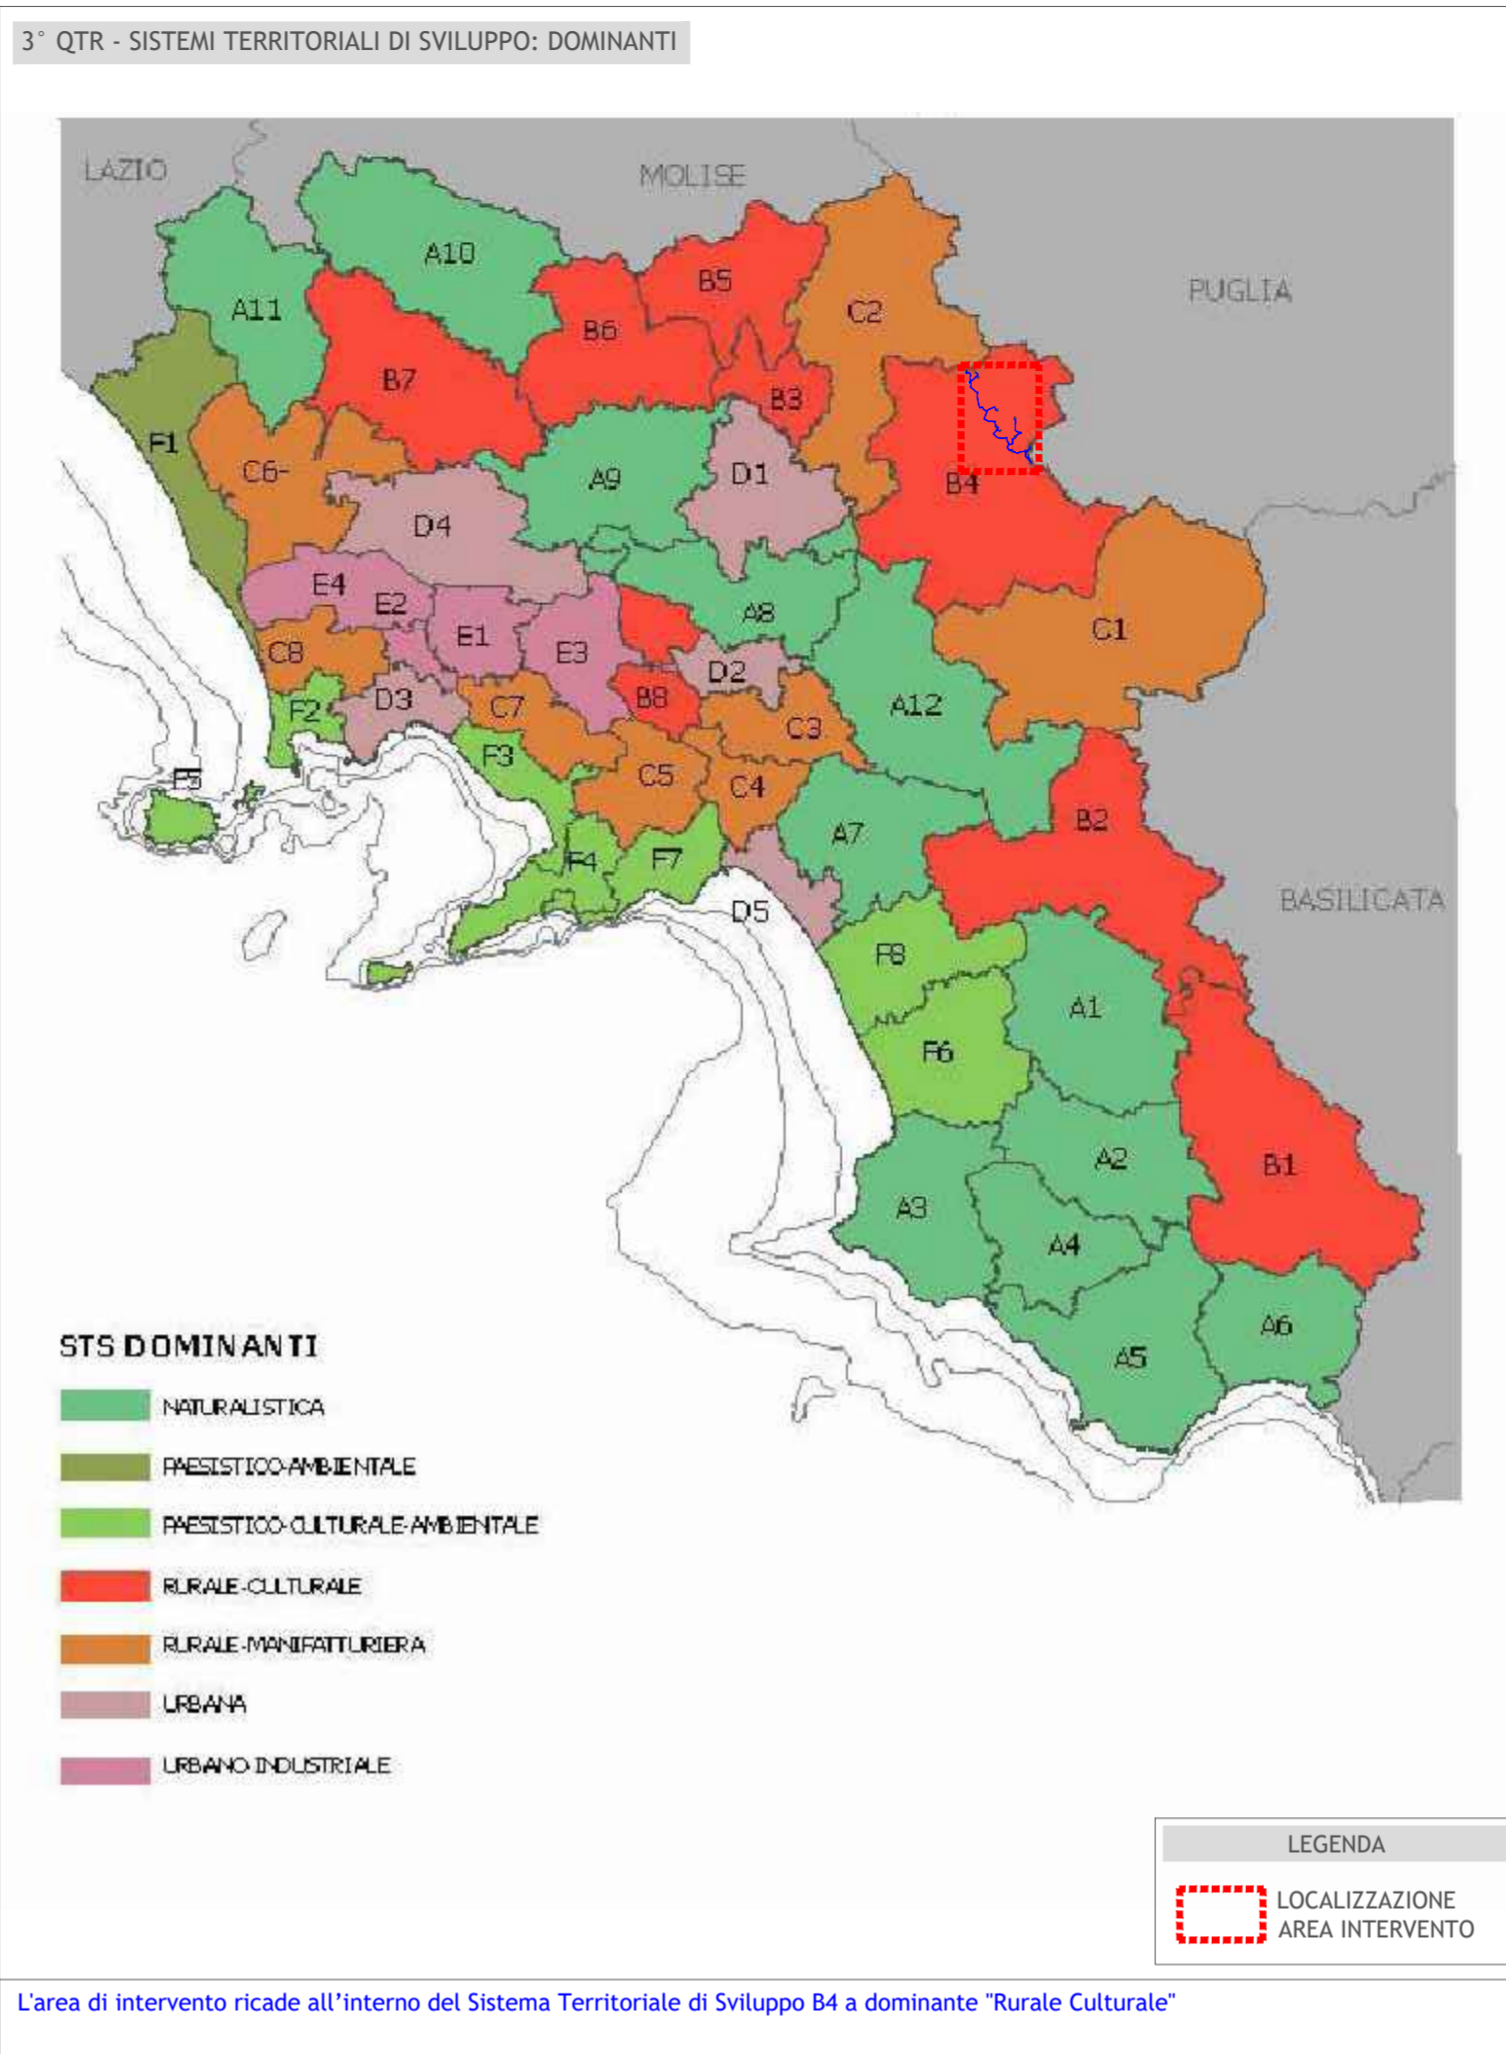 3° QTR - SISTEMI TERRITORIALI DI SVILUPPO: DOMINANTI
LAZIO
MOLISE
PUGLIA
BASILICATA
A10
A11
B5
C2
B6
B7
B3
F1
C6-
A9
D1
B4
D4
E4
E2
E1
E3
A8
C1
C8
D2
B8
D3
F2
C7
C3
A12
F3
F5
C5
C4
B2
A7
F4
F7
D5
F8
A1
F6
A2
B1
A3
A4
A6
A5
STS DOMINANTI
NATURALISTICA
PAESISTICO-AMBIENTALE
PAESISTICO-CULTURALE-AMBIENTALE
RURALE-CULTURALE
RURALE-MANIFATTURIERA
URBANA
URBANO-INDUSTRIALE
LEGENDA
LOCALIZZAZIONE
AREA INTERVENTO
L'area di intervento ricade all’interno del Sistema Territoriale di Sviluppo B4 a dominante "Rurale Culturale"